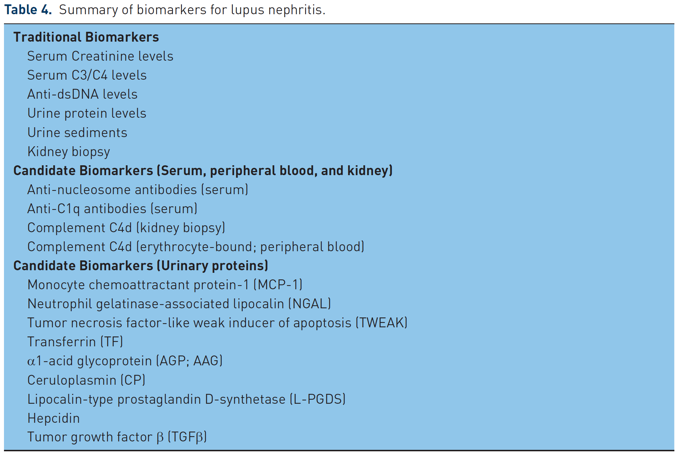 Table 4. Summary of biomarkers for lupus nephritis.
Traditional Biomarkers
Serum Creatinine levels
Serum C3/C4 levels
Anti-dsDNA levels
Urine protein levels
Urine sediments
Kidney biopsy
Candidate Biomarkers (Serum, peripheral blood, and kidney)
Anti-nucleosome antibodies (serum)
Anti-C1q antibodies (serum)
Complement C4d (kidney biopsy)
Complement C4d (erythrocyte-bound; peripheral blood)
Candidate Biomarkers (Urinary proteins)
Monocyte chemoattractant protein-1 (MCP-1)
Neutrophil gelatinase-associated lipocalin (NGAL)
Tumor necrosis factor-like weak inducer of apoptosis (TWEAK)
Transferrin (TF)
α1-acid glycoprotein (AGP; AAG)
Ceruloplasmin (CP)
Lipocalin-type prostaglandin D-synthetase (L-PGDS)
Hepcidin
Tumor growth factor β (TGFβ)